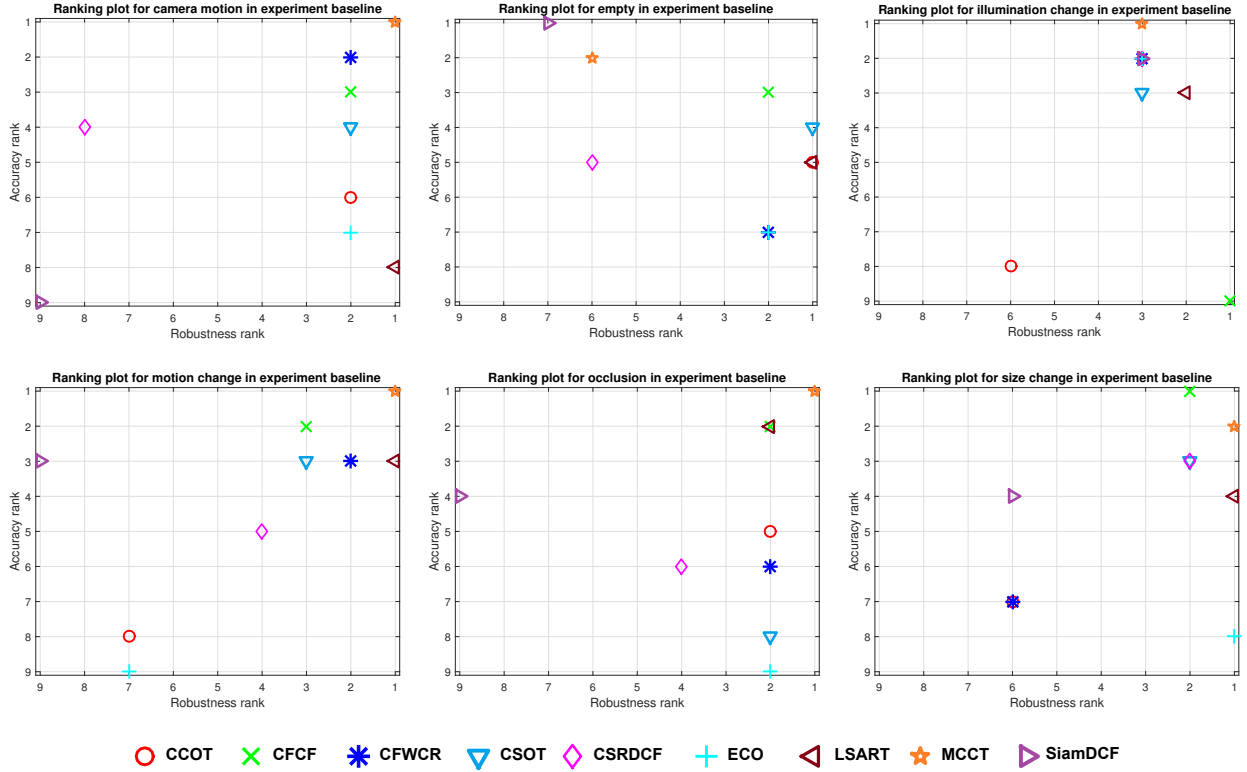 Ranking plot for camera motion in experiment baseline
1
2
3
4
5
6
7
8
9
Accuracy rank
9 8 7 6 5 4 3 2 1
Robustness rank
Ranking plot for empty in experiment baseline
1
2
3
4
5
6
7
8
9
Accuracy rank
9 8 7 6 5 4 3 2 1
Robustness rank
Ranking plot for illumination change in experiment baseline
1
2
3
4
5
6
7
8
9
Accuracy rank
9 8 7 6 5 4 3 2 1
Robustness rank
Ranking plot for motion change in experiment baseline
1
2
3
4
5
6
7
8
9
Accuracy rank
9 8 7 6 5 4 3 2 1
Robustness rank
Ranking plot for occlusion in experiment baseline
1
2
3
4
5
6
7
8
9
Accuracy rank
9 8 7 6 5 4 3 2 1
Robustness rank
Ranking plot for size change in experiment baseline
1
2
3
4
5
6
7
8
9
Accuracy rank
9 8 7 6 5 4 3 2 1
Robustness rank
CCOT CFCF CFWCR CSOT CSRDCF ECO LSART MCCT SiamDCF